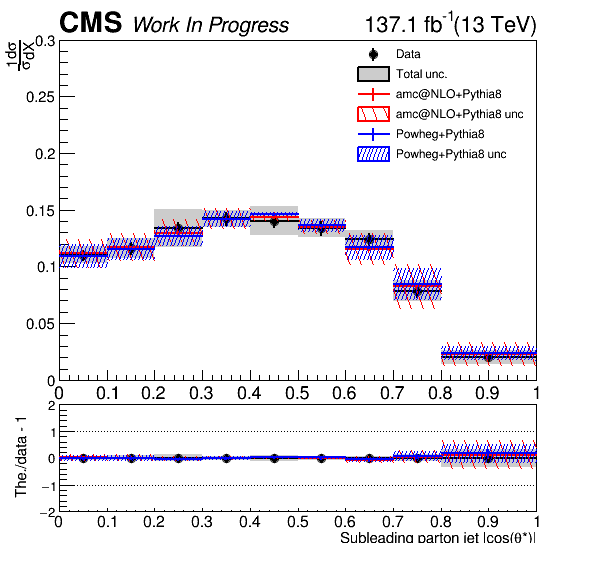 CMS Work In Progress 137.1 fb⁻¹(13 TeV)
1 dσ
σ dX
0.3
0.25
0.2
0.15
0.1
0.05
0
Data
Total unc.
amc@NLO+Pythia8
amc@NLO+Pythia8 unc
Powheg+Pythia8
Powheg+Pythia8 unc
0 0.1 0.2 0.3 0.4 0.5 0.6 0.7 0.8 0.9 1
The./data - 1
2
1
0
−1
−2
0 0.1 0.2 0.3 0.4 0.5 0.6 0.7 0.8 0.9 1
Subleading parton jet |cos(θ*)|